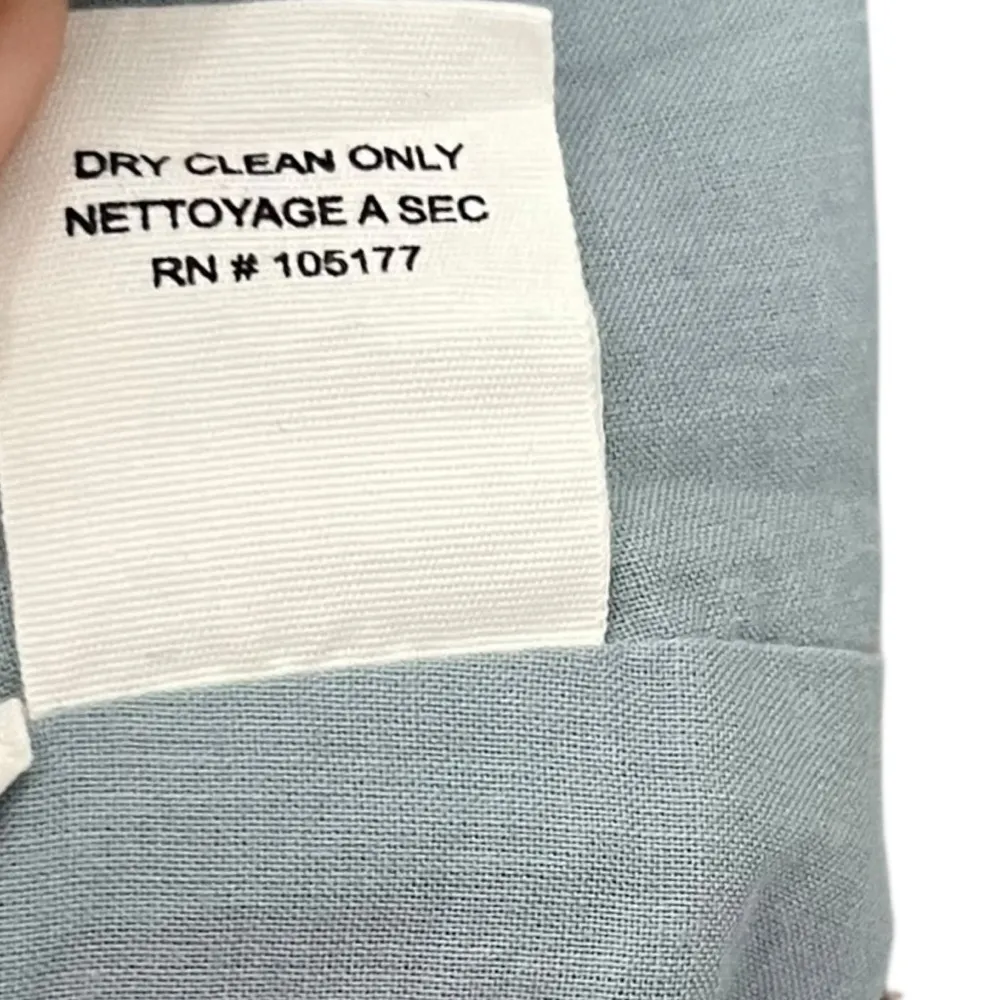 DRY CLEAN ONLY
NETTOYAGE A SEC
RN # 105177